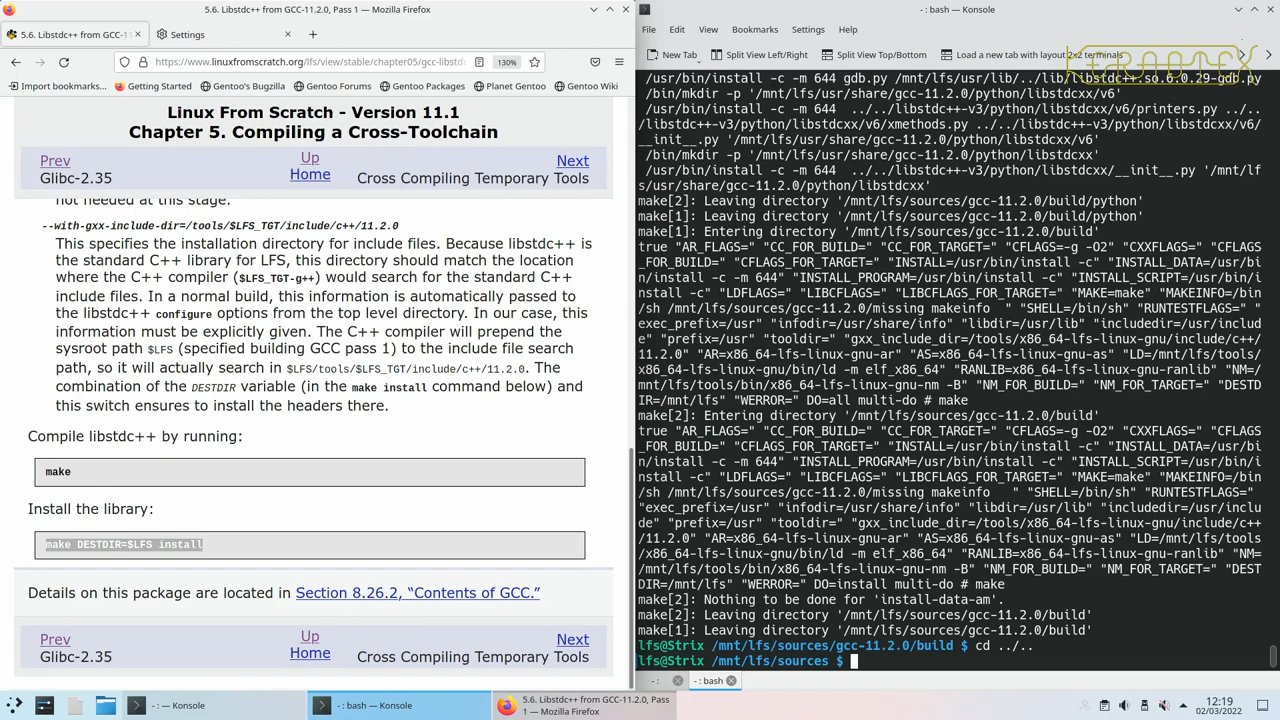 5.6. Libstdc++ from GCC-11.2.0, Pass 1 — Mozilla Firefox
5.6. Libstdc++ from GCC-1
Settings
https://www.linuxfromscratch.org/lfs/view/stable/chapter05/gcc-libstdc
130%
Import bookmarks...
Getting Started
Gentoo's Bugzilla
Gentoo Forums
Gentoo Packages
Planet Gentoo
Gentoo Wiki
Linux From Scratch - Version 11.1
Chapter 5. Compiling a Cross-Toolchain
Prev
Up
Next
Glibc-2.35
Home
Cross Compiling Temporary Tools
not needed at this stage.
--with-gxx-include-dir=/tools/$LFS_TGT/include/c++/11.2.0
This specifies the installation directory for include files. Because libstdc++ is
the standard C++ library for LFS, this directory should match the location
where the C++ compiler ($LFS_TGT-g++) would search for the standard C++
include files. In a normal build, this information is automatically passed to
the libstdc++ configure options from the top level directory. In our case, this
information must be explicitly given. The C++ compiler will prepend the
sysroot path $LFS (specified building GCC pass 1) to the include file search
path, so it will actually search in $LFS/tools/$LFS_TGT/include/c++/11.2.0. The
combination of the DESTDIR variable (in the make install command below) and
this switch ensures to install the headers there.
Compile libstdc++ by running:
make
Install the library:
make DESTDIR=$LFS install
Details on this package are located in Section 8.26.2, “Contents of GCC.”
Prev
Up
Next
Glibc-2.35
Home
Cross Compiling Temporary Tools
- : bash — Konsole
File Edit View Bookmarks Settings Help
New Tab
Split View Left/Right
Split View Top/Bottom
Load a new tab with layout 2x2 terminals
/usr/bin/install -c -m 644 gdb.py /mnt/lfs/usr/lib/../lib/libstdc++.so.6.0.29-gdb.py
/bin/mkdir -p '/mnt/lfs/usr/share/gcc-11.2.0/python/libstdcxx/v6'
/usr/bin/install -c -m 644  ../../libstdc++-v3/python/libstdcxx/v6/printers.py ../..
/libstdc++-v3/python/libstdcxx/v6/xmethods.py ../../libstdc++-v3/python/libstdcxx/v6/
__init__.py '/mnt/lfs/usr/share/gcc-11.2.0/python/libstdcxx/v6'
/bin/mkdir -p '/mnt/lfs/usr/share/gcc-11.2.0/python/libstdcxx'
/usr/bin/install -c -m 644  ../../libstdc++-v3/python/libstdcxx/__init__.py '/mnt/lf
s/usr/share/gcc-11.2.0/python/libstdcxx'
make[2]: Leaving directory '/mnt/lfs/sources/gcc-11.2.0/build/python'
make[1]: Leaving directory '/mnt/lfs/sources/gcc-11.2.0/build/python'
make[1]: Entering directory '/mnt/lfs/sources/gcc-11.2.0/build'
true "AR_FLAGS=" "CC_FOR_BUILD=" "CC_FOR_TARGET=" "CFLAGS=-g -O2" "CXXFLAGS=" "CFLAGS
_FOR_BUILD=" "CFLAGS_FOR_TARGET=" "INSTALL=/usr/bin/install -c" "INSTALL_DATA=/usr/bi
n/install -c -m 644" "INSTALL_PROGRAM=/usr/bin/install -c" "INSTALL_SCRIPT=/usr/bin/i
nstall -c" "LDFLAGS=" "LIBCFLAGS=" "LIBCFLAGS_FOR_TARGET=" "MAKE=make" "MAKEINFO=/bin
/sh /mnt/lfs/sources/gcc-11.2.0/missing makeinfo   " "SHELL=/bin/sh" "RUNTESTFLAGS="
"exec_prefix=/usr" "infodir=/usr/share/info" "libdir=/usr/lib" "includedir=/usr/includ
e" "prefix=/usr" "tooldir=" "gxx_include_dir=/tools/x86_64-lfs-linux-gnu/include/c++/
11.2.0" "AR=x86_64-lfs-linux-gnu-ar" "AS=x86_64-lfs-linux-gnu-as" "LD=/mnt/lfs/tools/
x86_64-lfs-linux-gnu/bin/ld -m elf_x86_64" "RANLIB=x86_64-lfs-linux-gnu-ranlib" "NM=/
mnt/lfs/tools/bin/x86_64-lfs-linux-gnu-nm -B" "NM_FOR_BUILD=" "NM_FOR_TARGET=" "DESTD
IR=/mnt/lfs" "WERROR=" DO=all multi-do # make
make[2]: Entering directory '/mnt/lfs/sources/gcc-11.2.0/build'
true "AR_FLAGS=" "CC_FOR_BUILD=" "CC_FOR_TARGET=" "CFLAGS=-g -O2" "CXXFLAGS=" "CFLAGS
_FOR_BUILD=" "CFLAGS_FOR_TARGET=" "INSTALL=/usr/bin/install -c" "INSTALL_DATA=/usr/bi
n/install -c -m 644" "INSTALL_PROGRAM=/usr/bin/install -c" "INSTALL_SCRIPT=/usr/bin/i
nstall -c" "LDFLAGS=" "LIBCFLAGS=" "LIBCFLAGS_FOR_TARGET=" "MAKE=make" "MAKEINFO=/bin
/sh /mnt/lfs/sources/gcc-11.2.0/missing makeinfo   " "SHELL=/bin/sh" "RUNTESTFLAGS="
"exec_prefix=/usr" "infodir=/usr/share/info" "libdir=/usr/lib" "includedir=/usr/inclu
de" "prefix=/usr" "tooldir=" "gxx_include_dir=/tools/x86_64-lfs-linux-gnu/include/c++
/11.2.0" "AR=x86_64-lfs-linux-gnu-ar" "AS=x86_64-lfs-linux-gnu-as" "LD=/mnt/lfs/tools
/x86_64-lfs-linux-gnu/bin/ld -m elf_x86_64" "RANLIB=x86_64-lfs-linux-gnu-ranlib" "NM=
/mnt/lfs/tools/bin/x86_64-lfs-linux-gnu-nm -B" "NM_FOR_BUILD=" "NM_FOR_TARGET=" "DEST
DIR=/mnt/lfs" "WERROR=" DO=install multi-do # make
make[2]: Nothing to be done for 'install-data-am'.
make[2]: Leaving directory '/mnt/lfs/sources/gcc-11.2.0/build'
make[1]: Leaving directory '/mnt/lfs/sources/gcc-11.2.0/build'
lfs@Strix /mnt/lfs/sources/gcc-11.2.0/build $ cd ../..
lfs@Strix /mnt/lfs/sources $
- :
- : bash
- : — Konsole
- : bash — Konsole
5.6. Libstdc++ from GCC-11.2.0, Pass
1 — Mozilla Firefox
12:19
02/03/2022